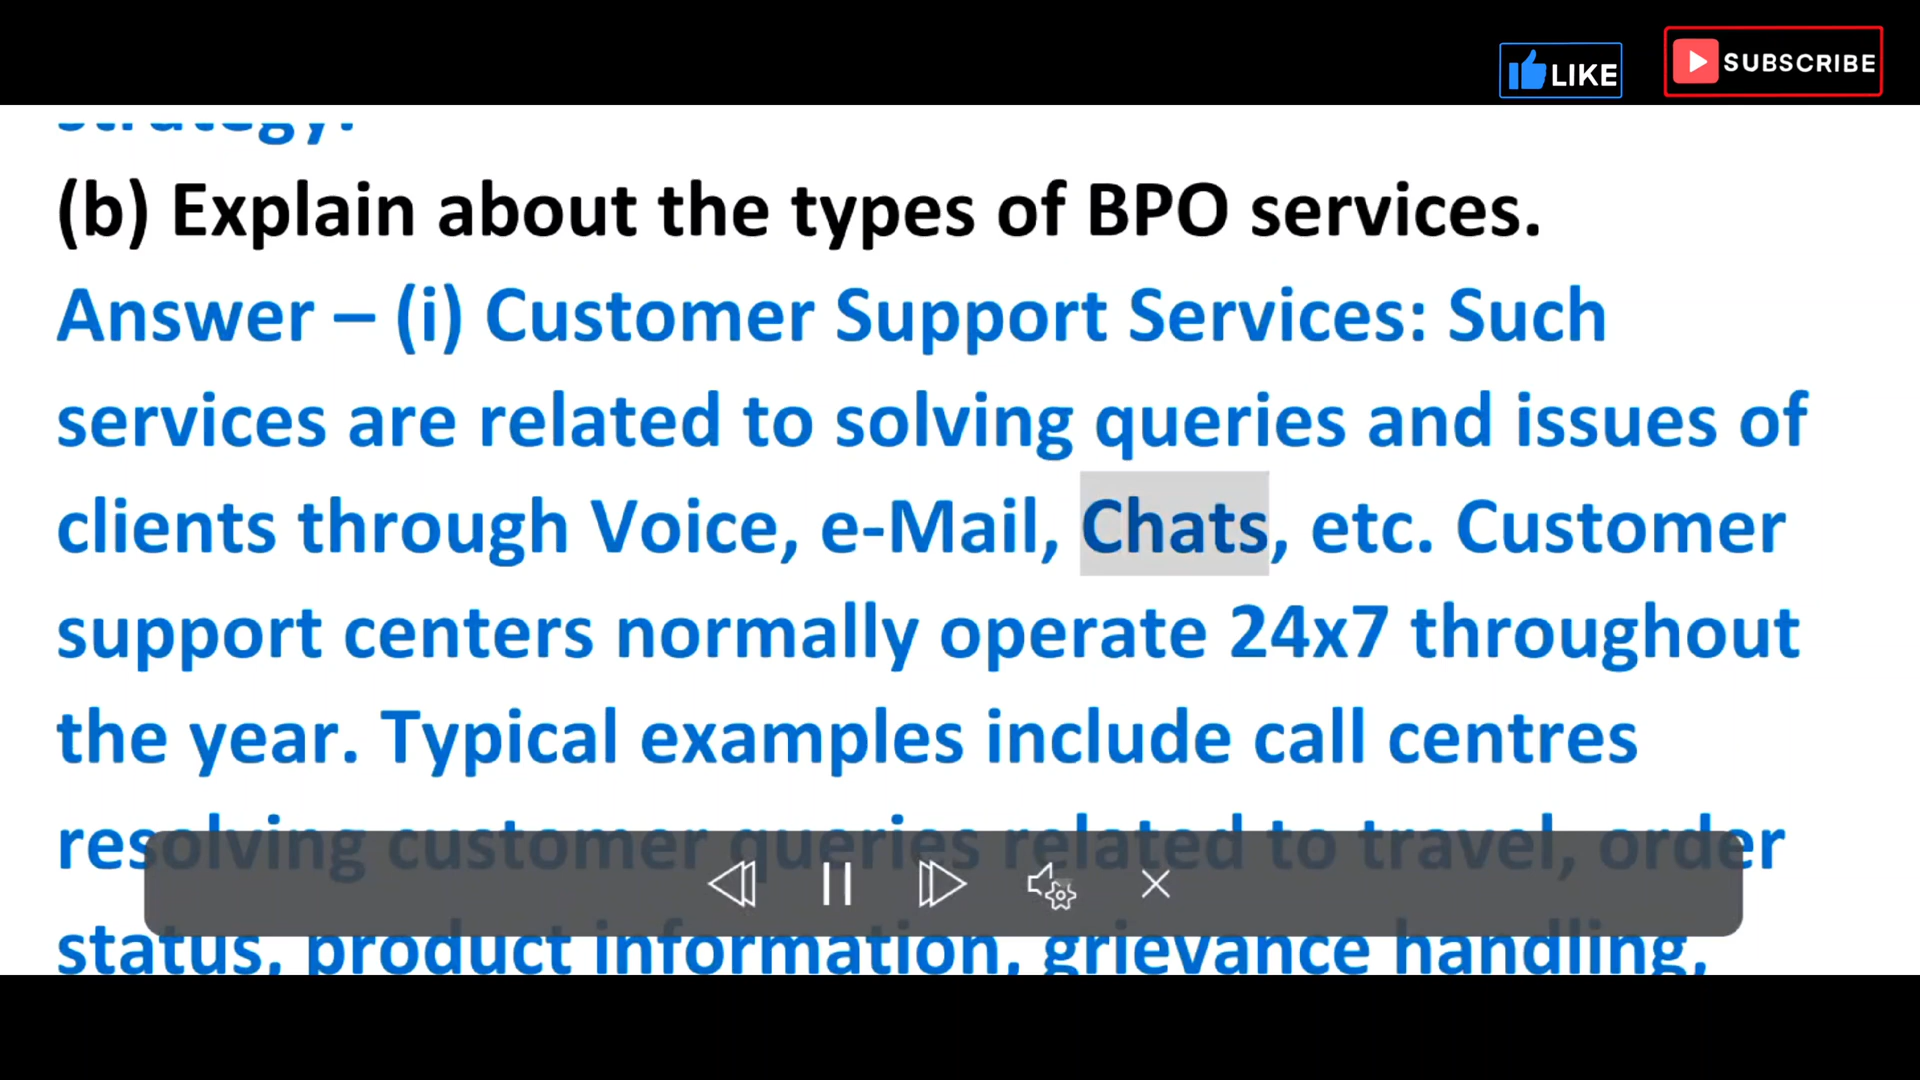 LIKE
SUBSCRIBE
strategy.
(b) Explain about the types of BPO services.
Answer – (i) Customer Support Services: Such
services are related to solving queries and issues of
clients through Voice, e-Mail, Chats, etc. Customer
support centers normally operate 24x7 throughout
the year. Typical examples include call centres
resolving customer queries related to travel, order
status, product information, grievance handling,